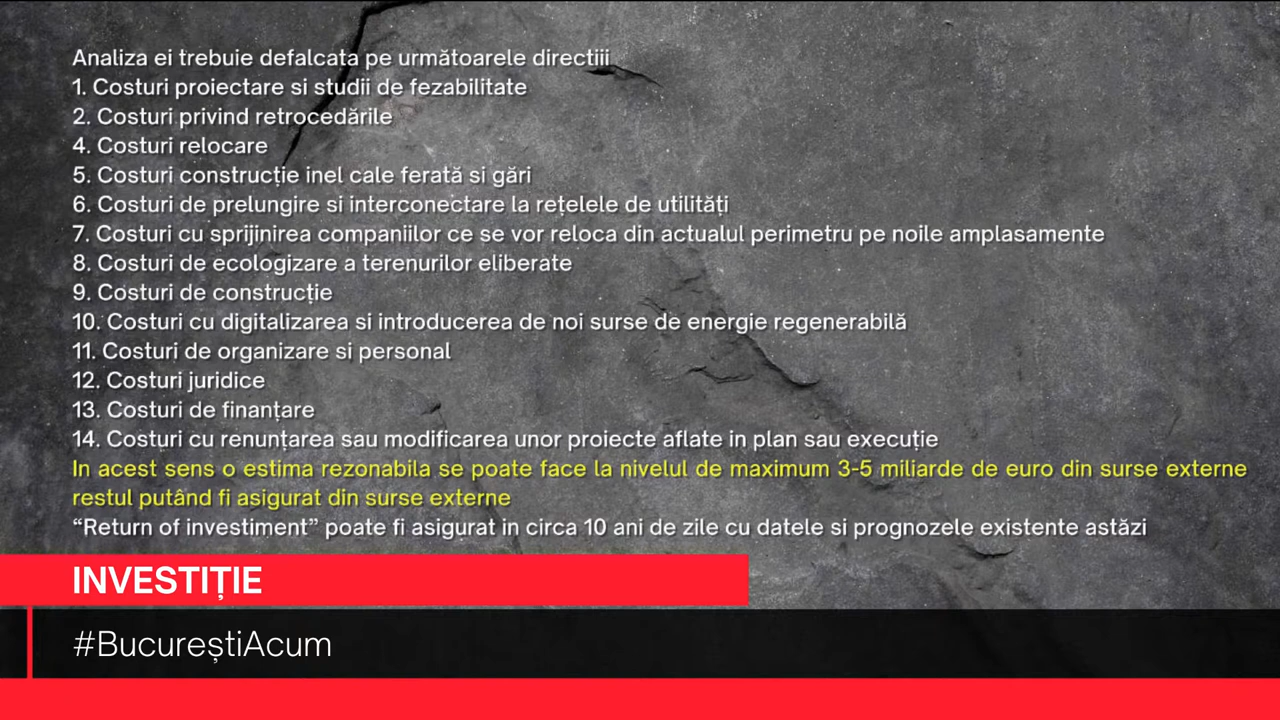 Analiza ei trebuie defalcata pe următoarele directiii
1. Costuri proiectare si studii de fezabilitate
2. Costuri privind retrocedările
4. Costuri relocare
5. Costuri construcție inel cale ferată si gări
6. Costuri de prelungire si interconectare la rețelele de utilități
7. Costuri cu sprijinirea companiilor ce se vor reloca din actualul perimetru pe noile amplasamente
8. Costuri de ecologizare a terenurilor eliberate
9. Costuri de construcție
10. Costuri cu digitalizarea si introducerea de noi surse de energie regenerabilă
11. Costuri de organizare si personal
12. Costuri juridice
13. Costuri de finanțare
14. Costuri cu renunțarea sau modificarea unor proiecte aflate in plan sau execuție
In acest sens o estima rezonabila se poate face la nivelul de maximum 3-5 miliarde de euro din surse externe
restul putând fi asigurat din surse externe
“Return of investiment” poate fi asigurat in circa 10 ani de zile cu datele si prognozele existente astăzi
INVESTIȚIE
#BucureștiAcum